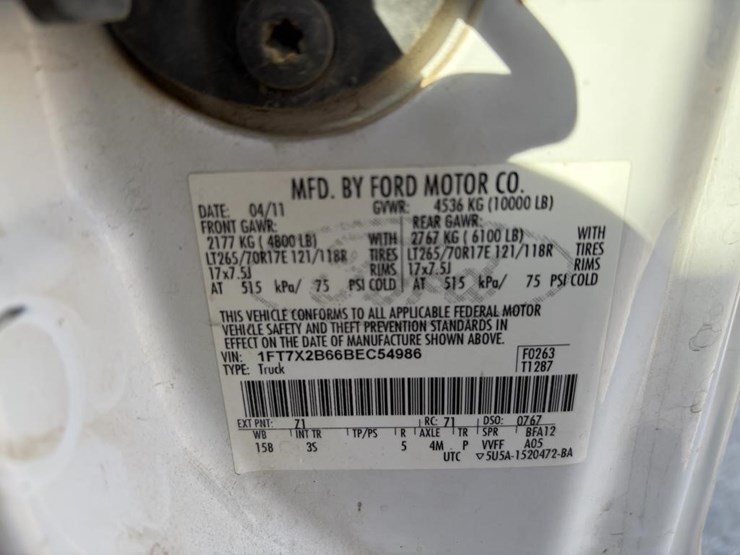 MFD. BY FORD MOTOR CO.
DATE: 04/11 GVWR: 4536 KG (10000 LB)
FRONT GAWR: REAR GAWR:
2177 KG ( 4800 LB) WITH 2767 KG ( 6100 LB) WITH
LT265/70R17E 121/118R TIRES LT265/70R17E 121/118R TIRES
17x7.5J RIMS 17x7.5J RIMS
AT 515 kPa/ 75 PSI COLD AT 515 kPa/ 75 PSI COLD
THIS VEHICLE CONFORMS TO ALL APPLICABLE FEDERAL MOTOR
VEHICLE SAFETY AND THEFT PREVENTION STANDARDS IN
EFFECT ON THE DATE OF MANUFACTURE SHOWN ABOVE.
VIN: 1FT7X2B66BEC54986 F0263
TYPE: Truck T1287
EXT PNT: Z1 RC: 71 DSO: 0767
WB INT TR TP/PS R AXLE TR SPR BFA12
158 3S 5 4M P VVFF A05
UTC ▽5U5A-1520472-BA